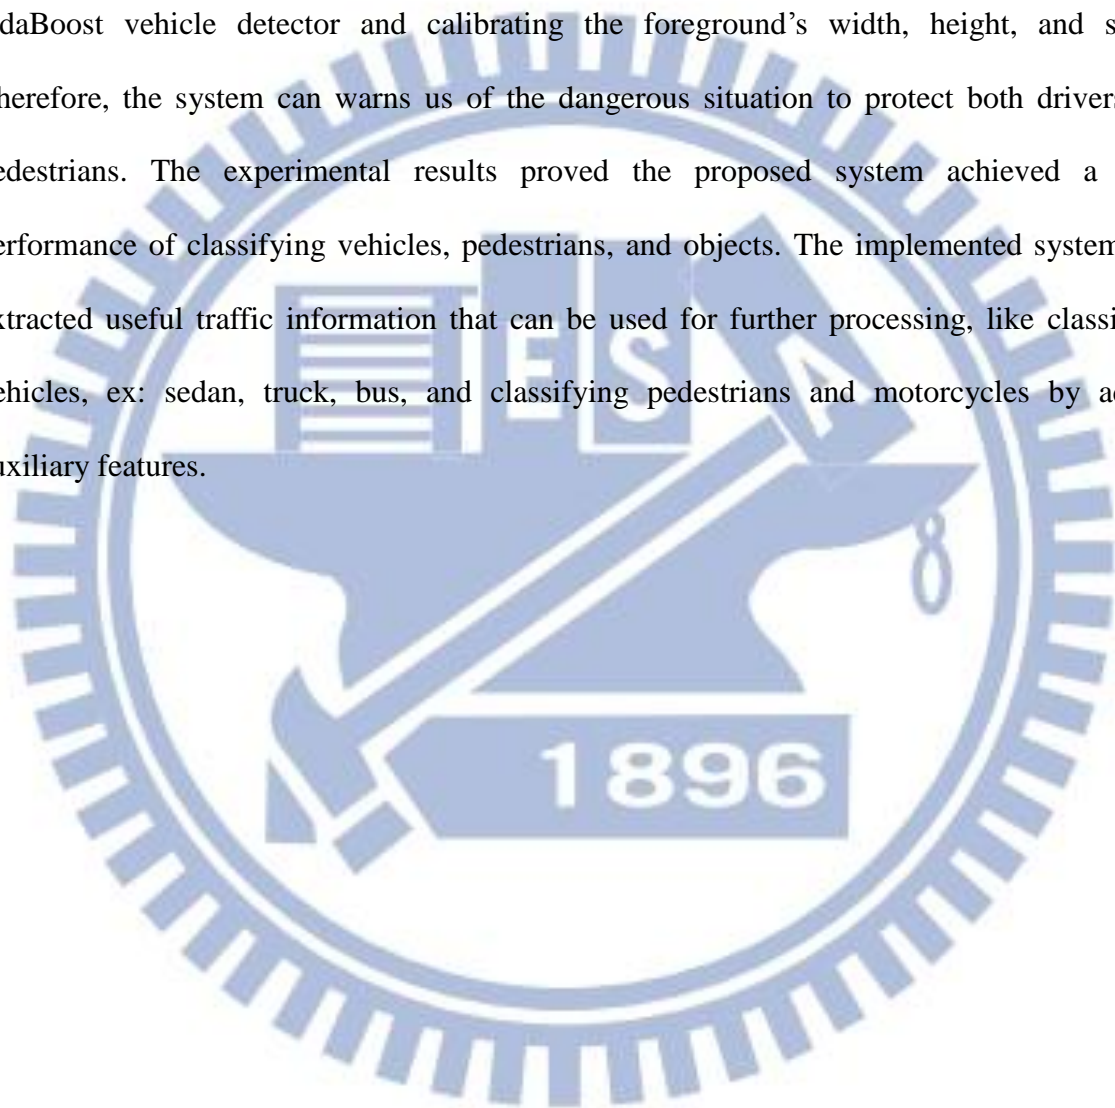 daBoost vehicle detector and calibrating the foreground's width, height, and s
herefore, the system can warns us of the dangerous situation to protect both drivers
edestrians. The experimental results proved the proposed system achieved a
erformance of classifying vehicles, pedestrians, and objects. The implemented system
xtracted useful traffic information that can be used for further processing, like classi
ehicles, ex: sedan, truck, bus, and classifying pedestrians and motorcycles by a
uxiliary features.
E S A
1896